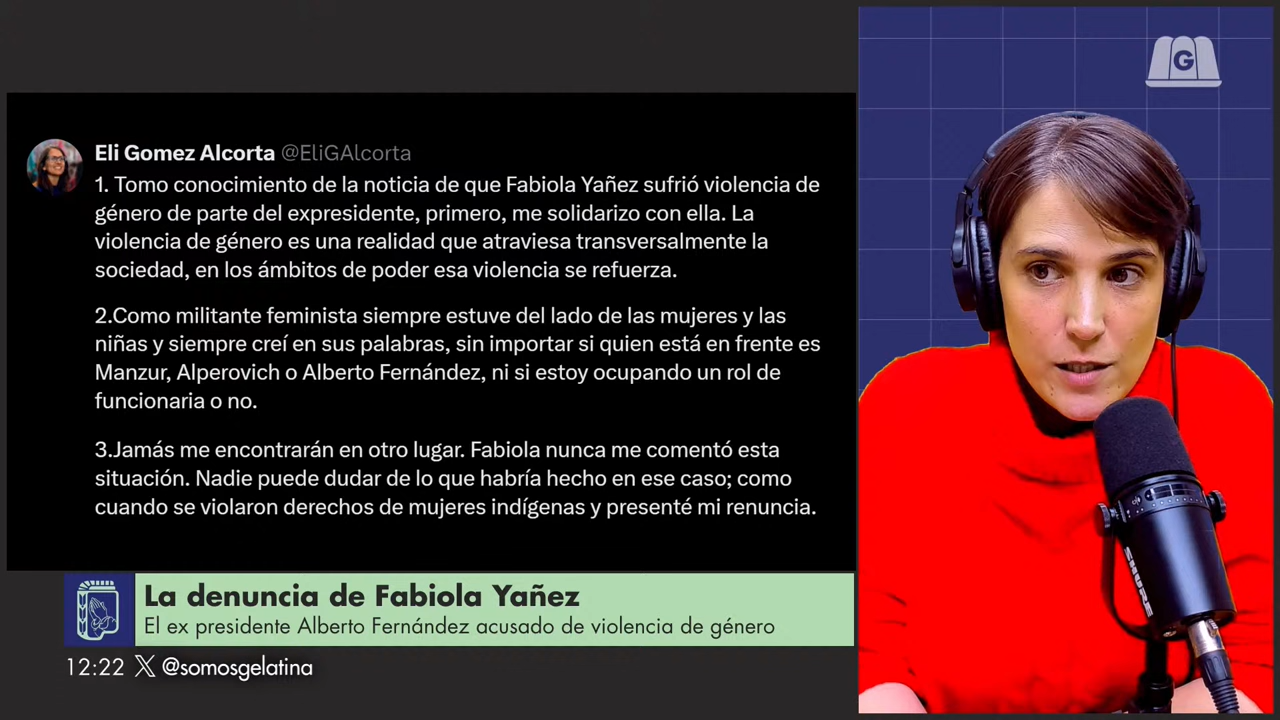 G
Eli Gomez Alcorta @EliGAlcorta
1. Tomo conocimiento de la noticia de que Fabiola Yañez sufrió violencia de
género de parte del expresidente, primero, me solidarizo con ella. La
violencia de género es una realidad que atraviesa transversalmente la
sociedad, en los ámbitos de poder esa violencia se refuerza.
2.Como militante feminista siempre estuve del lado de las mujeres y las
niñas y siempre creí en sus palabras, sin importar si quien está en frente es
Manzur, Alperovich o Alberto Fernández, ni si estoy ocupando un rol de
funcionaria o no.
3.Jamás me encontrarán en otro lugar. Fabiola nunca me comentó esta
situación. Nadie puede dudar de lo que habría hecho en ese caso; como
cuando se violaron derechos de mujeres indígenas y presenté mi renuncia.
La denuncia de Fabiola Yañez
El ex presidente Alberto Fernández acusado de violencia de género
12:22 X @somosgelatina
SHURE